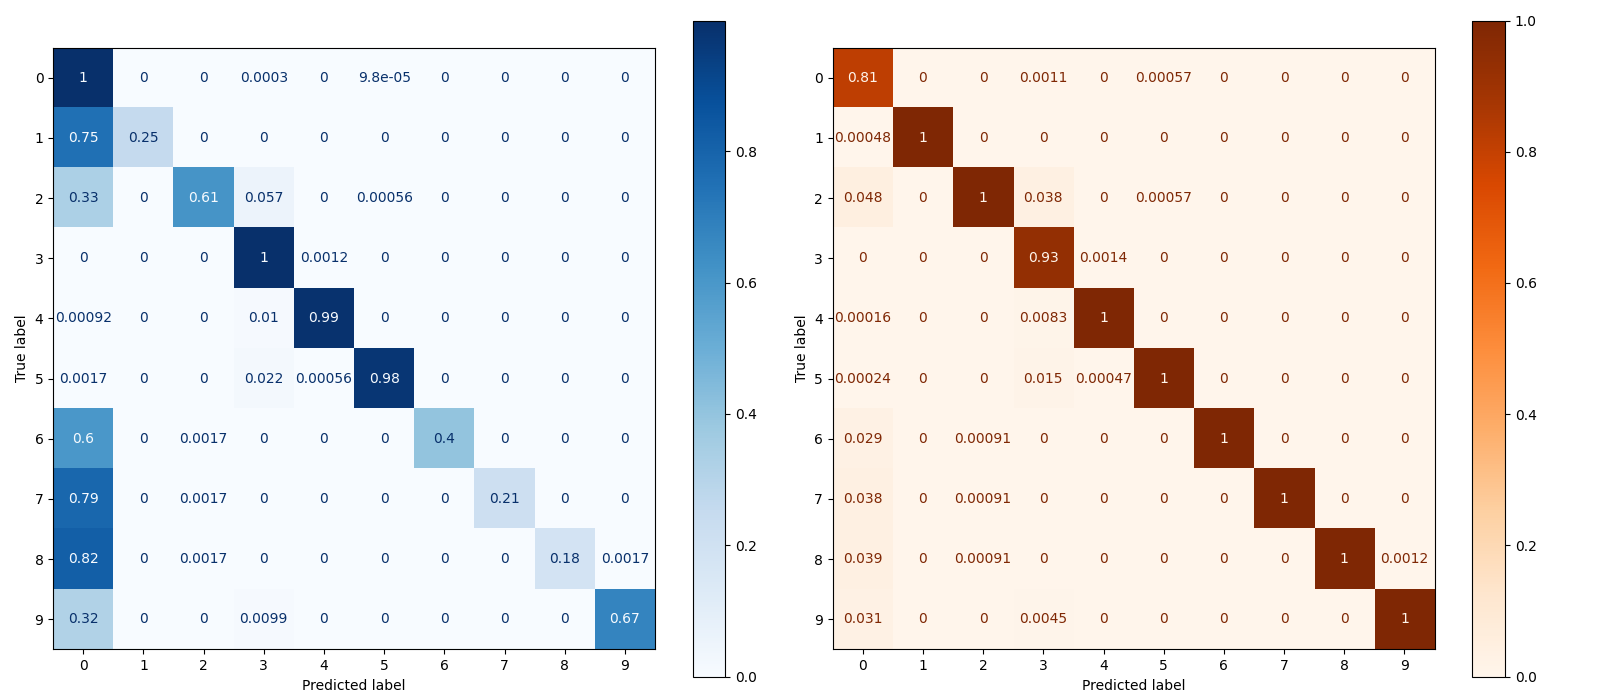 0 1 0 0 0.0003 0 9.8e-05 0 0 0 0
1 0.75 0.25 0 0 0 0 0 0 0 0
2 0.33 0 0.61 0.057 0 0.00056 0 0 0 0
3 0 0 0 1 0.0012 0 0 0 0 0
4 0.00092 0 0 0.01 0.99 0 0 0 0 0
5 0.0017 0 0 0.022 0.00056 0.98 0 0 0 0
6 0.6 0 0.0017 0 0 0 0.4 0 0 0
7 0.79 0 0.0017 0 0 0 0 0.21 0 0
8 0.82 0 0.0017 0 0 0 0 0 0.18 0.0017
9 0.32 0 0 0.0099 0 0 0 0 0 0.67
0 1 2 3 4 5 6 7 8 9
Predicted label
True label
0.8
0.6
0.4
0.2
0.0
0 0.81 0 0 0.0011 0 0.00057 0 0 0 0
1 0.00048 1 0 0 0 0 0 0 0 0
2 0.048 0 1 0.038 0 0.00057 0 0 0 0
3 0 0 0 0.93 0.0014 0 0 0 0 0
4 0.00016 0 0 0.0083 1 0 0 0 0 0
5 0.00024 0 0 0.015 0.00047 1 0 0 0 0
6 0.029 0 0.00091 0 0 0 1 0 0 0
7 0.038 0 0.00091 0 0 0 0 1 0 0
8 0.039 0 0.00091 0 0 0 0 0 1 0.0012
9 0.031 0 0 0.0045 0 0 0 0 0 1
0 1 2 3 4 5 6 7 8 9
Predicted label
True label
1.0
0.8
0.6
0.4
0.2
0.0